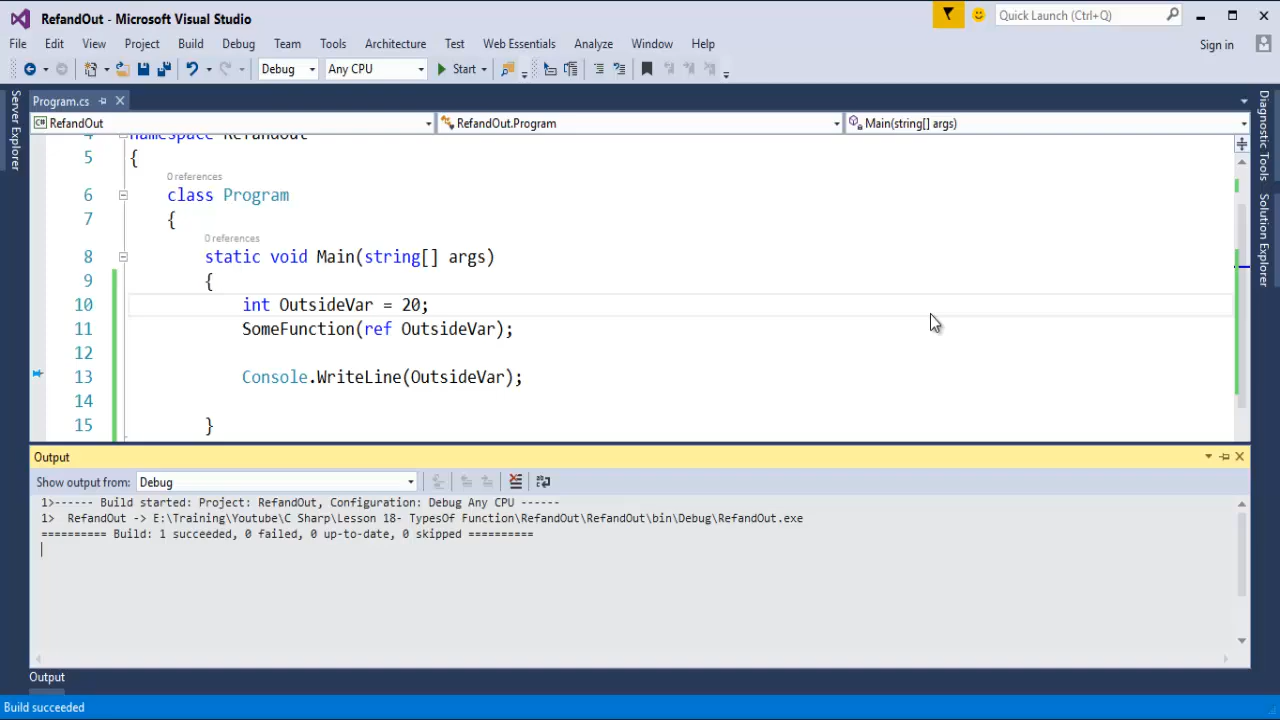 RefandOut - Microsoft Visual Studio
Quick Launch (Ctrl+Q)
File Edit View Project Build Debug Team Tools Architecture Test Web Essentials Analyze Window Help
Sign in
Debug Any CPU Start
Program.cs
RefandOut RefandOut.Program Main(string[] args)
Server Explorer
Diagnostic Tools
Solution Explorer
4 namespace RefandOut
5 {
0 references
6 class Program
7 {
0 references
8 static void Main(string[] args)
9 {
10 int OutsideVar = 20;
11 SomeFunction(ref OutsideVar);
12
13 Console.WriteLine(OutsideVar);
14
15 }
Output
Show output from: Debug
1>------ Build started: Project: RefandOut, Configuration: Debug Any CPU ------
1>  RefandOut -> E:\Training\Youtube\C Sharp\Lesson 18- TypesOf Function\RefandOut\RefandOut\bin\Debug\RefandOut.exe
========== Build: 1 succeeded, 0 failed, 0 up-to-date, 0 skipped ==========
Output
Build succeeded